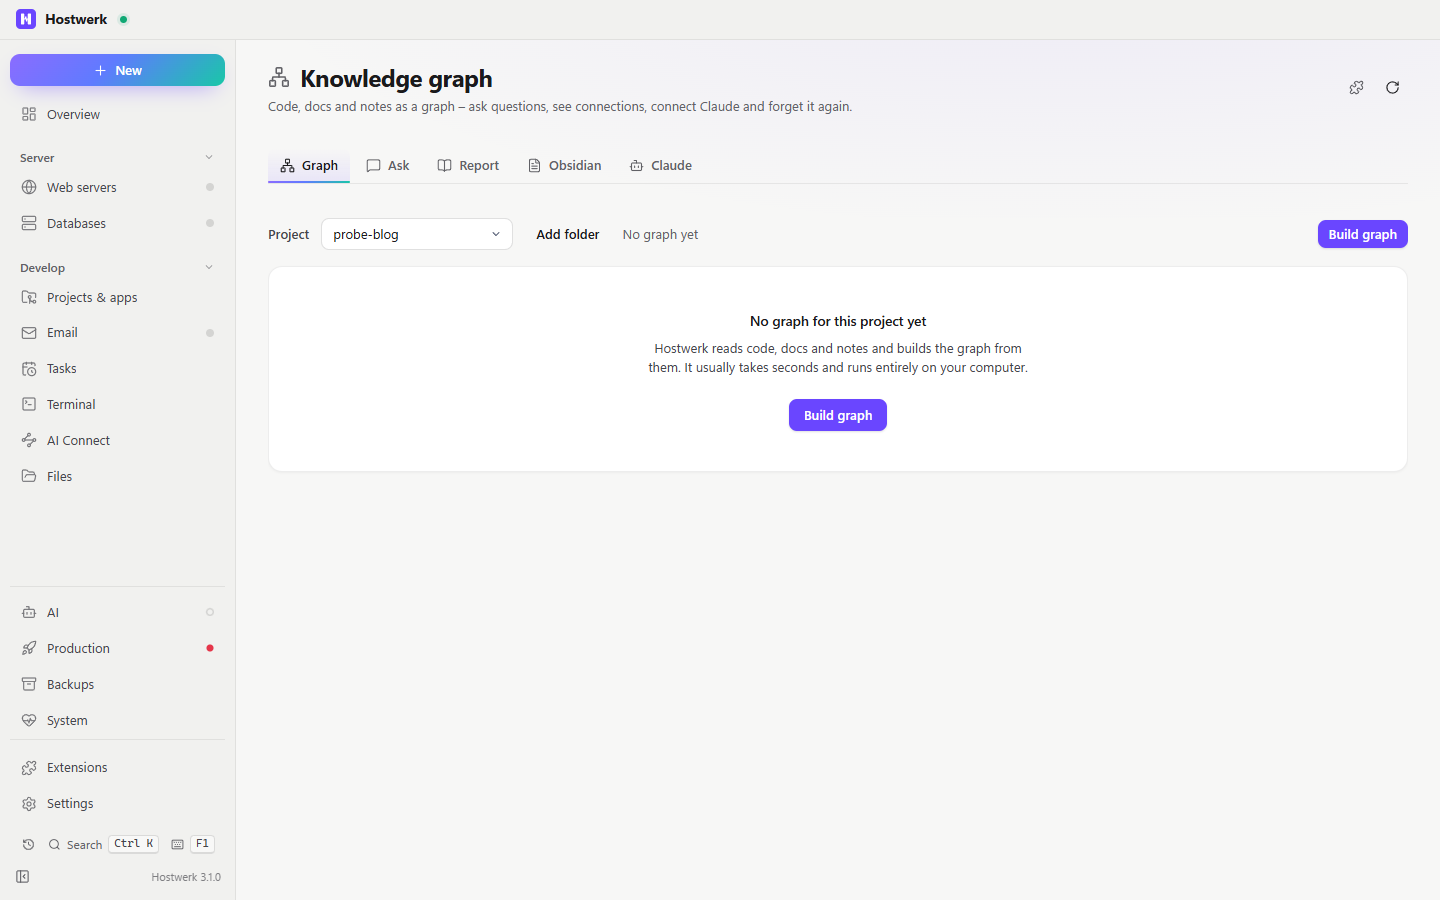 Hostwerk
New
Overview
Server
Web servers
Databases
Develop
Projects & apps
Email
Tasks
Terminal
AI Connect
Files
AI
Production
Backups
System
Extensions
Settings
Search Ctrl K F1
Hostwerk 3.1.0
Knowledge graph
Code, docs and notes as a graph – ask questions, see connections, connect Claude and forget it again.
Graph Ask Report Obsidian Claude
Project probe-blog Add folder No graph yet Build graph
No graph for this project yet
Hostwerk reads code, docs and notes and builds the graph from
them. It usually takes seconds and runs entirely on your computer.
Build graph